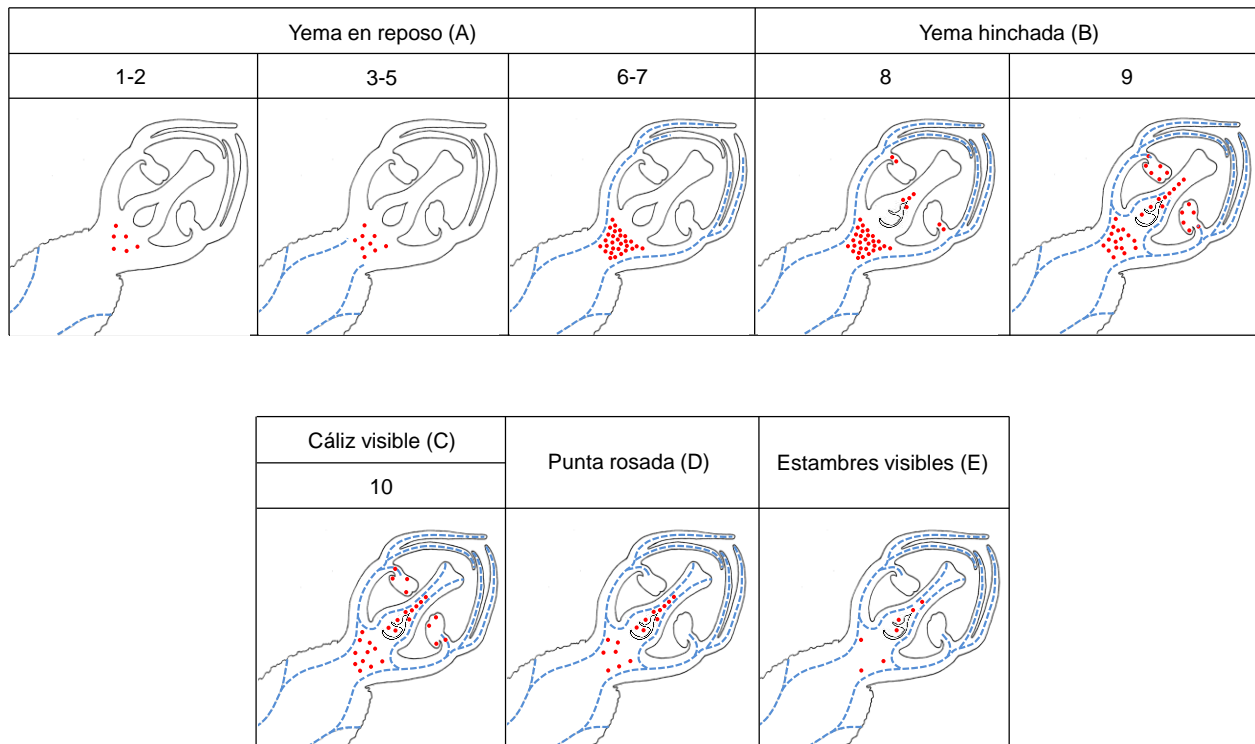 Yema en reposo (A)
Yema hinchada (B)
1-2
3-5
6-7
8
9
Cáliz visible (C)
Punta rosada (D)
Estambres visibles (E)
10